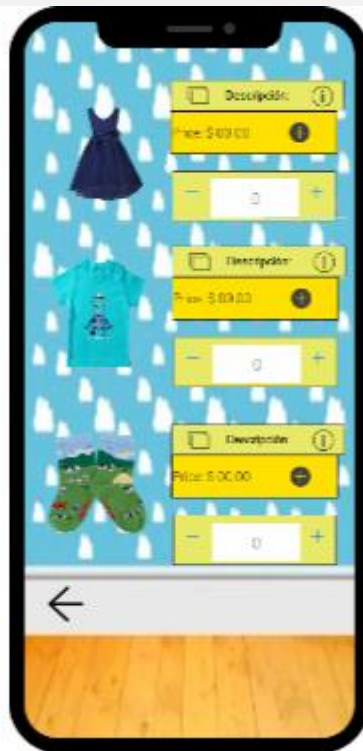 Descripción:
Price: $ 00.00
− 0 +
Descripción:
Price: $ 00.00
− 0 +
Descripción:
Price: $ 00.00
− 0 +